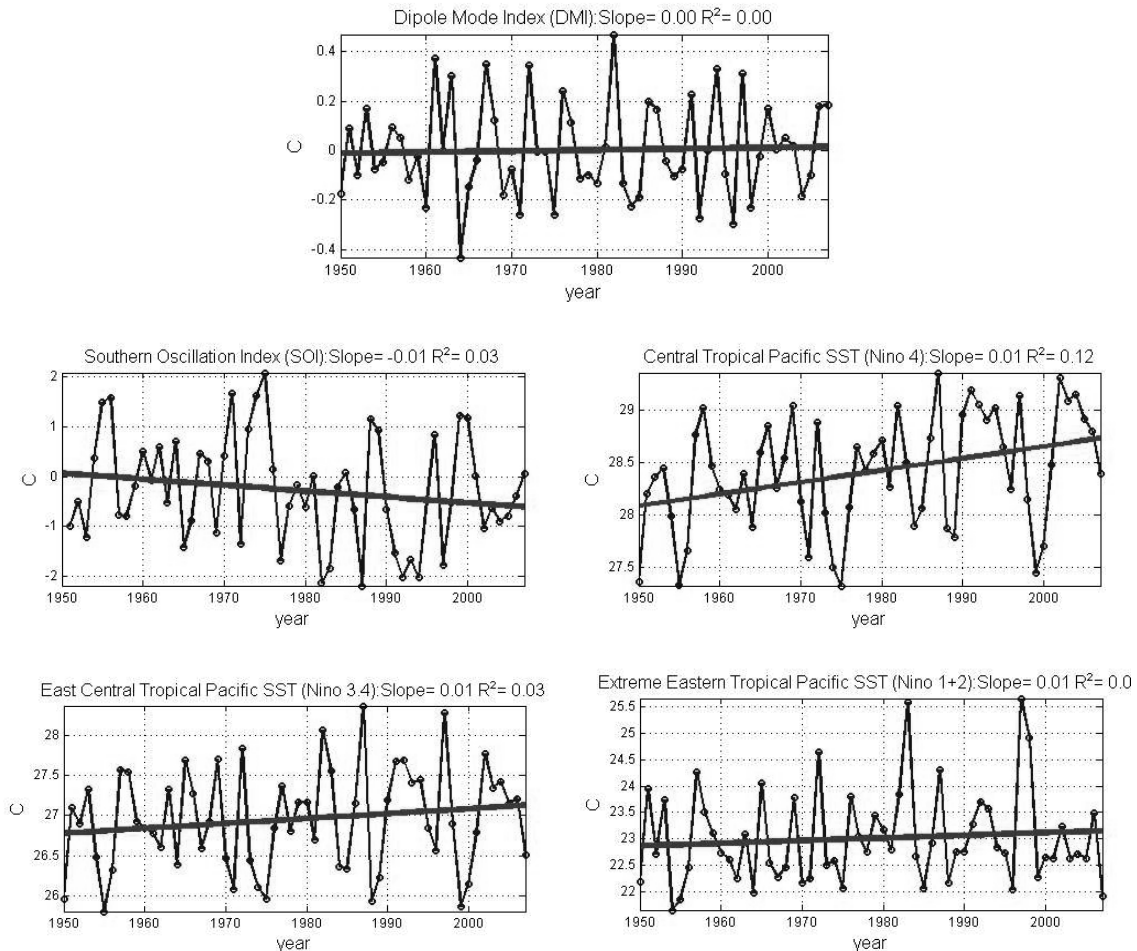 Dipole Mode Index (DMI):Slope= 0.00 R²= 0.00
0.4
0.2
0
-0.2
-0.4
C
1950 1960 1970 1980 1990 2000
year
Southern Oscillation Index (SOI):Slope= -0.01 R²= 0.03
2
1
0
-1
-2
1950 1960 1970 1980 1990 2000
year
Central Tropical Pacific SST (Nino 4):Slope= 0.01 R²= 0.12
29
28.5
28
27.5
C
1950 1960 1970 1980 1990 2000
year
East Central Tropical Pacific SST (Nino 3.4):Slope= 0.01 R²= 0.03
28
27.5
27
26.5
26
C
1950 1960 1970 1980 1990 2000
year
Extreme Eastern Tropical Pacific SST (Nino 1+2):Slope= 0.01 R²= 0.0
25.5
25
24.5
24
23.5
23
22.5
22
C
1950 1960 1970 1980 1990 2000
year